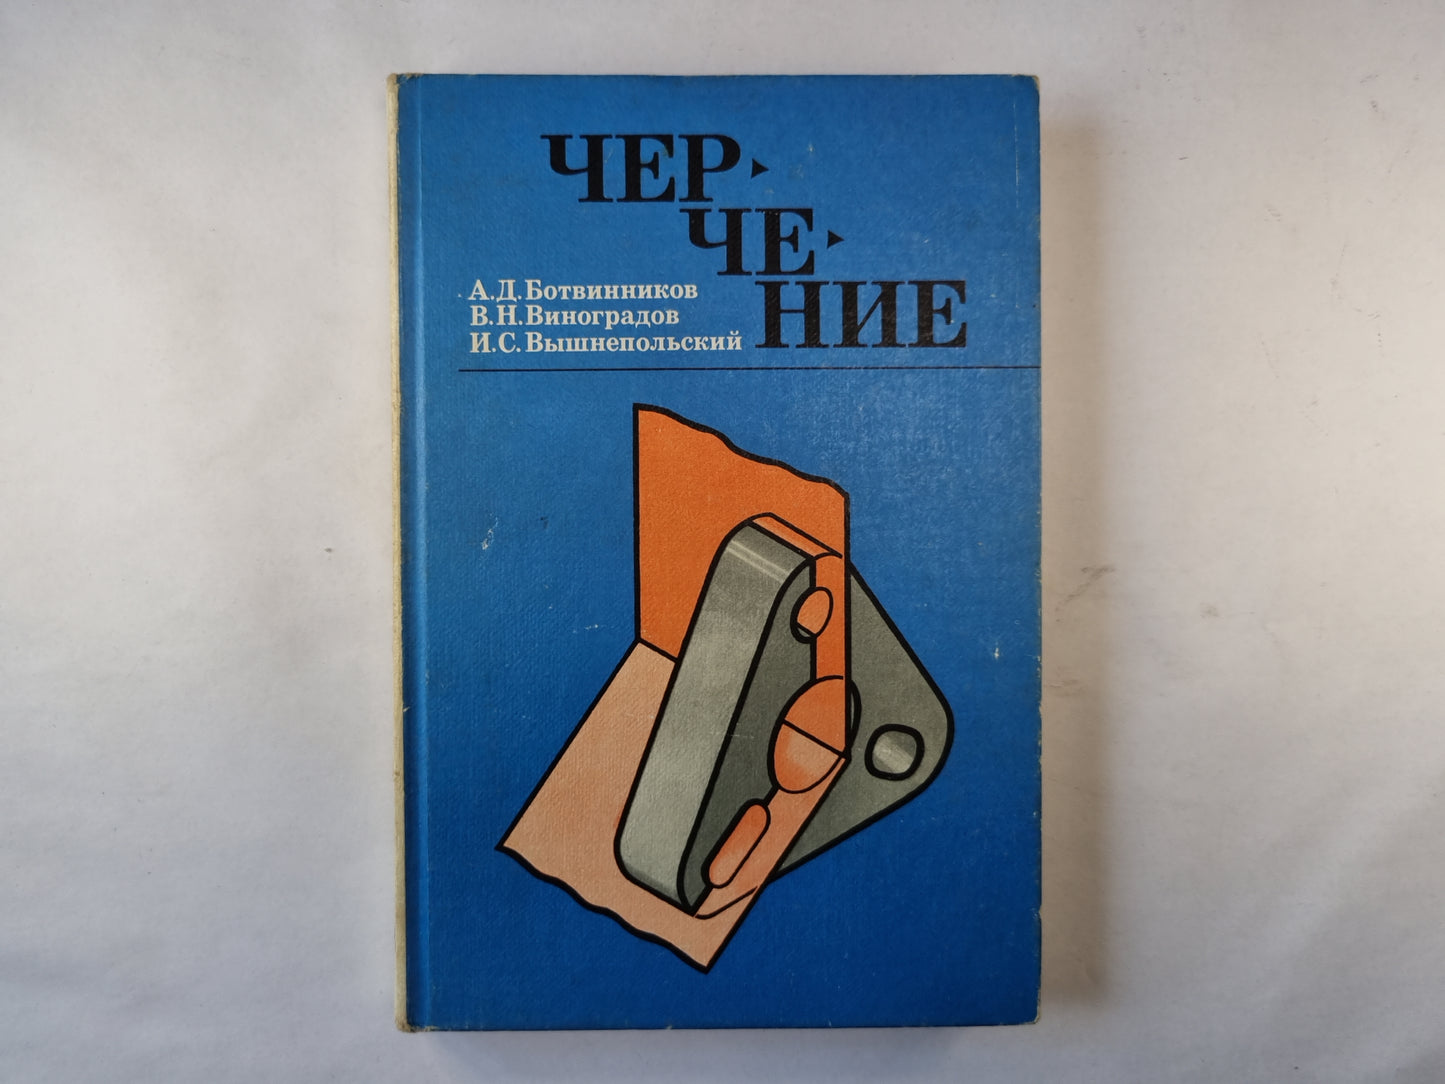 ЧЕР-
ЧЕ-
НИЕ
А.Д. Ботвинников
В.Н. Виноградов
И.С. Вышнепольский